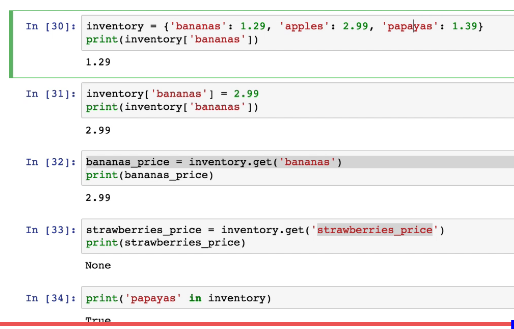 In [30]: inventory = {'bananas': 1.29, 'apples': 2.99, 'papayas': 1.39}
print(inventory['bananas'])
1.29
In [31]: inventory['bananas'] = 2.99
print(inventory['bananas'])
2.99
In [32]: bananas_price = inventory.get('bananas')
print(bananas_price)
2.99
In [33]: strawberries_price = inventory.get('strawberries_price')
print(strawberries_price)
None
In [34]: print('papayas' in inventory)
True